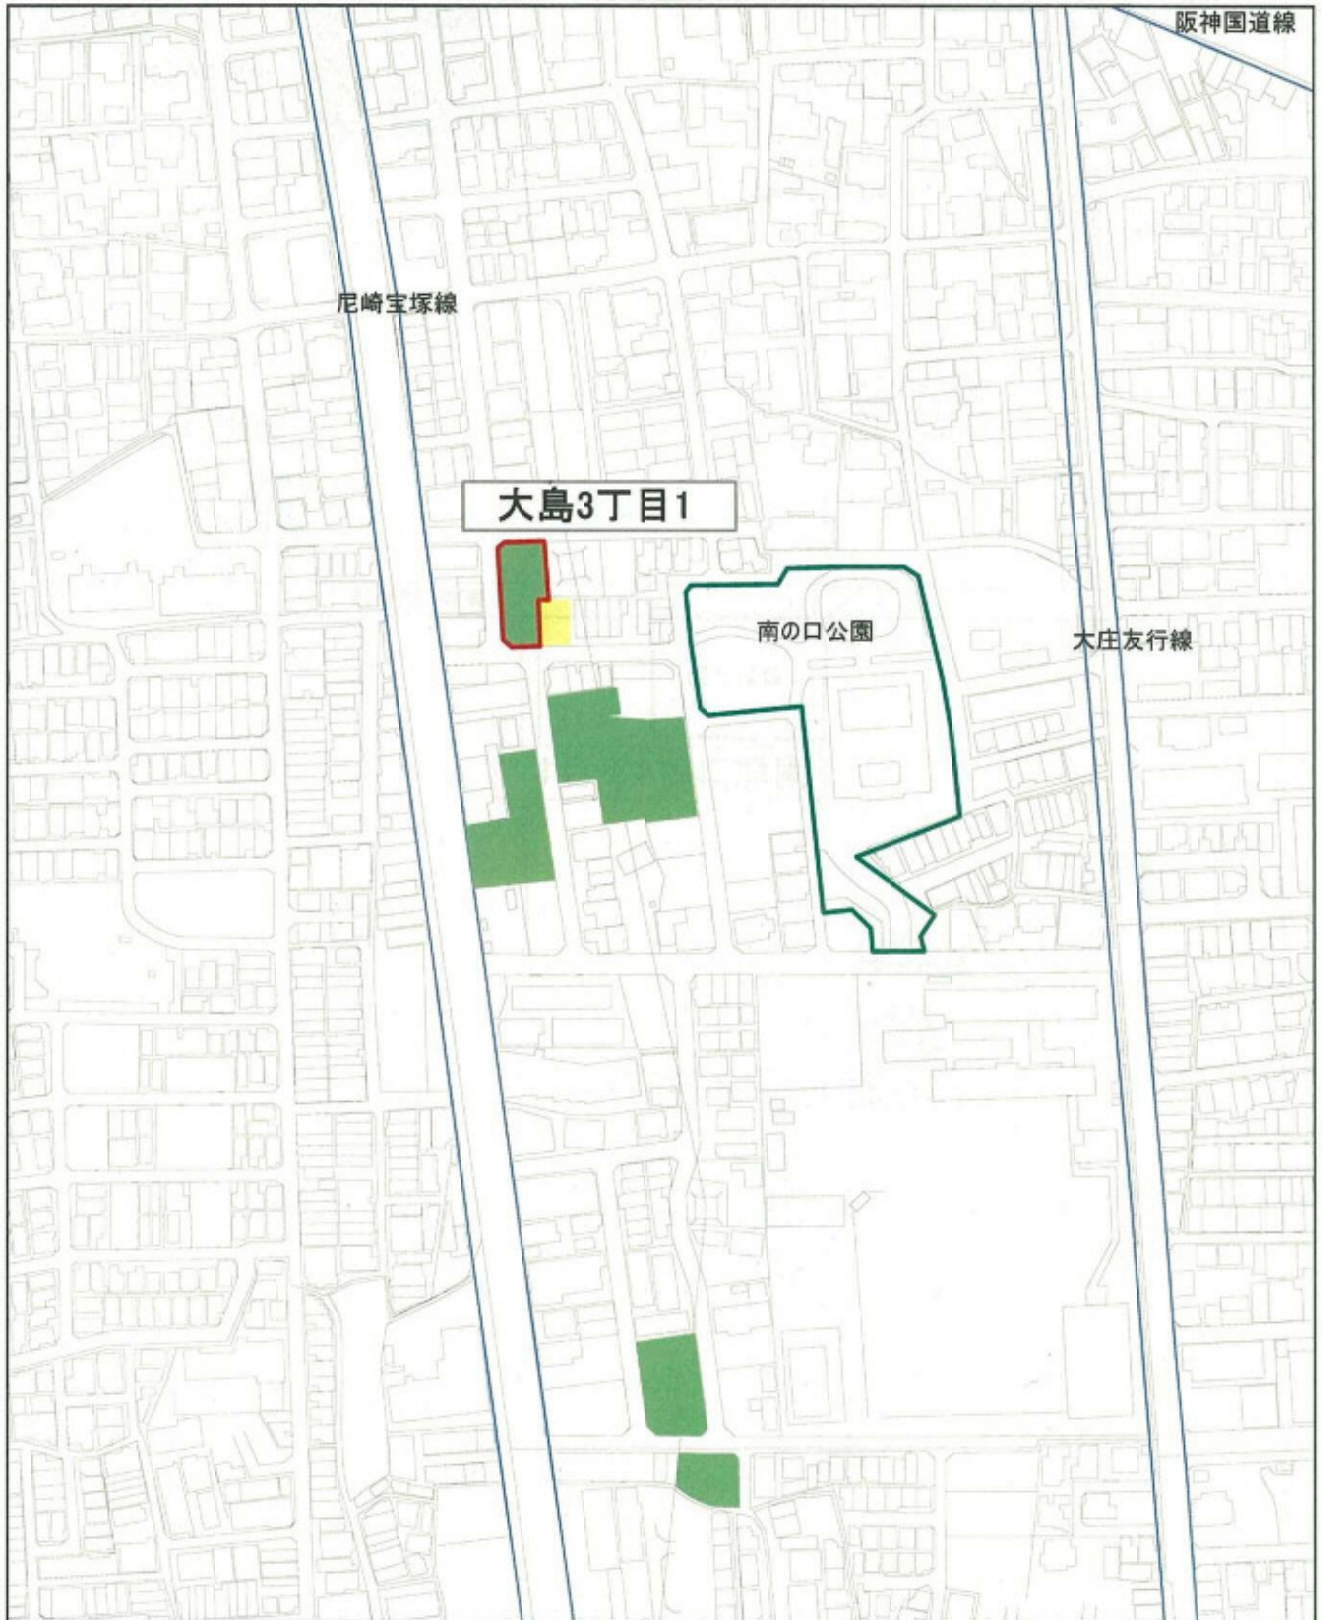 阪神国道線
尼崎宝塚線
大島3丁目1
南の口公園
大庄友行線